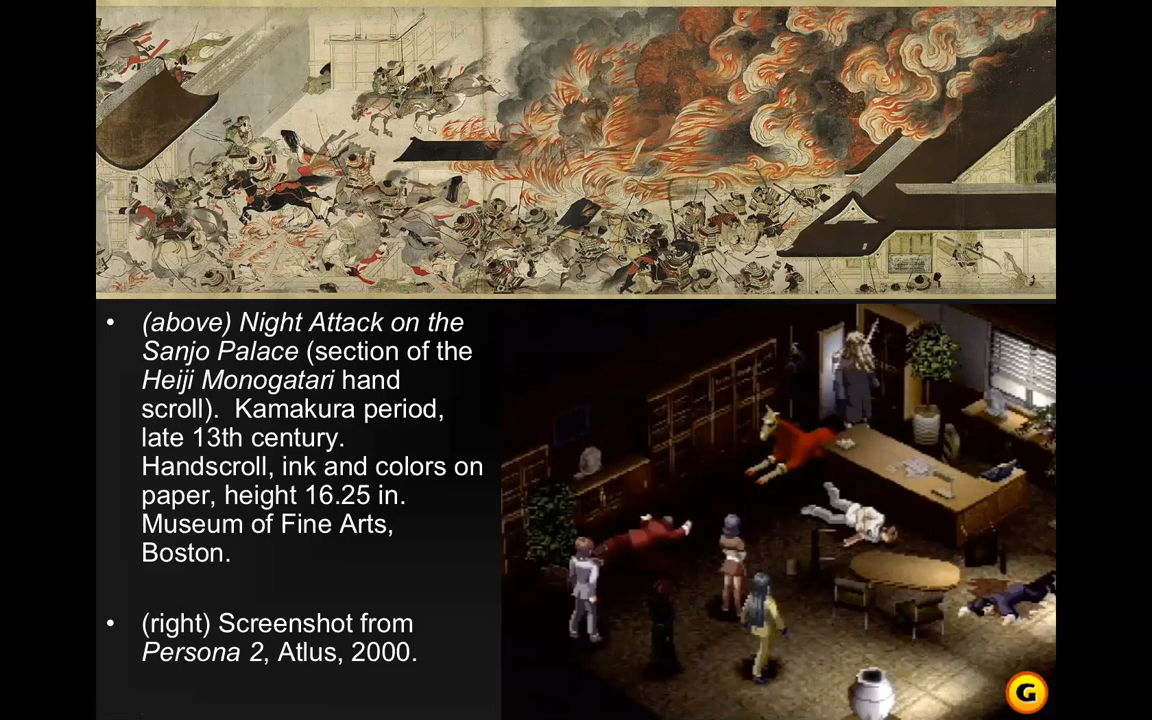 • (above) Night Attack on the
Sanjo Palace (section of the
Heiji Monogatari hand
scroll).  Kamakura period,
late 13th century.
Handscroll, ink and colors on
paper, height 16.25 in.
Museum of Fine Arts,
Boston.
• (right) Screenshot from
Persona 2, Atlus, 2000.
G